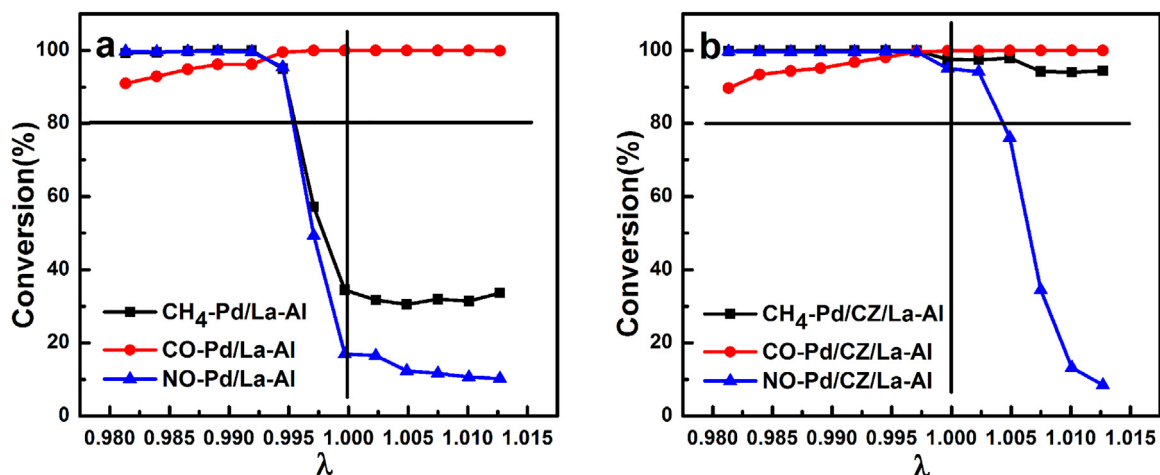 a
Conversion(%)
100
80
60
40
20
0
CH4-Pd/La-Al
CO-Pd/La-Al
NO-Pd/La-Al
0.980 0.985 0.990 0.995 1.000 1.005 1.010 1.015
λ
b
Conversion(%)
100
80
60
40
20
0
CH4-Pd/CZ/La-Al
CO-Pd/CZ/La-Al
NO-Pd/CZ/La-Al
0.980 0.985 0.990 0.995 1.000 1.005 1.010 1.015
λ